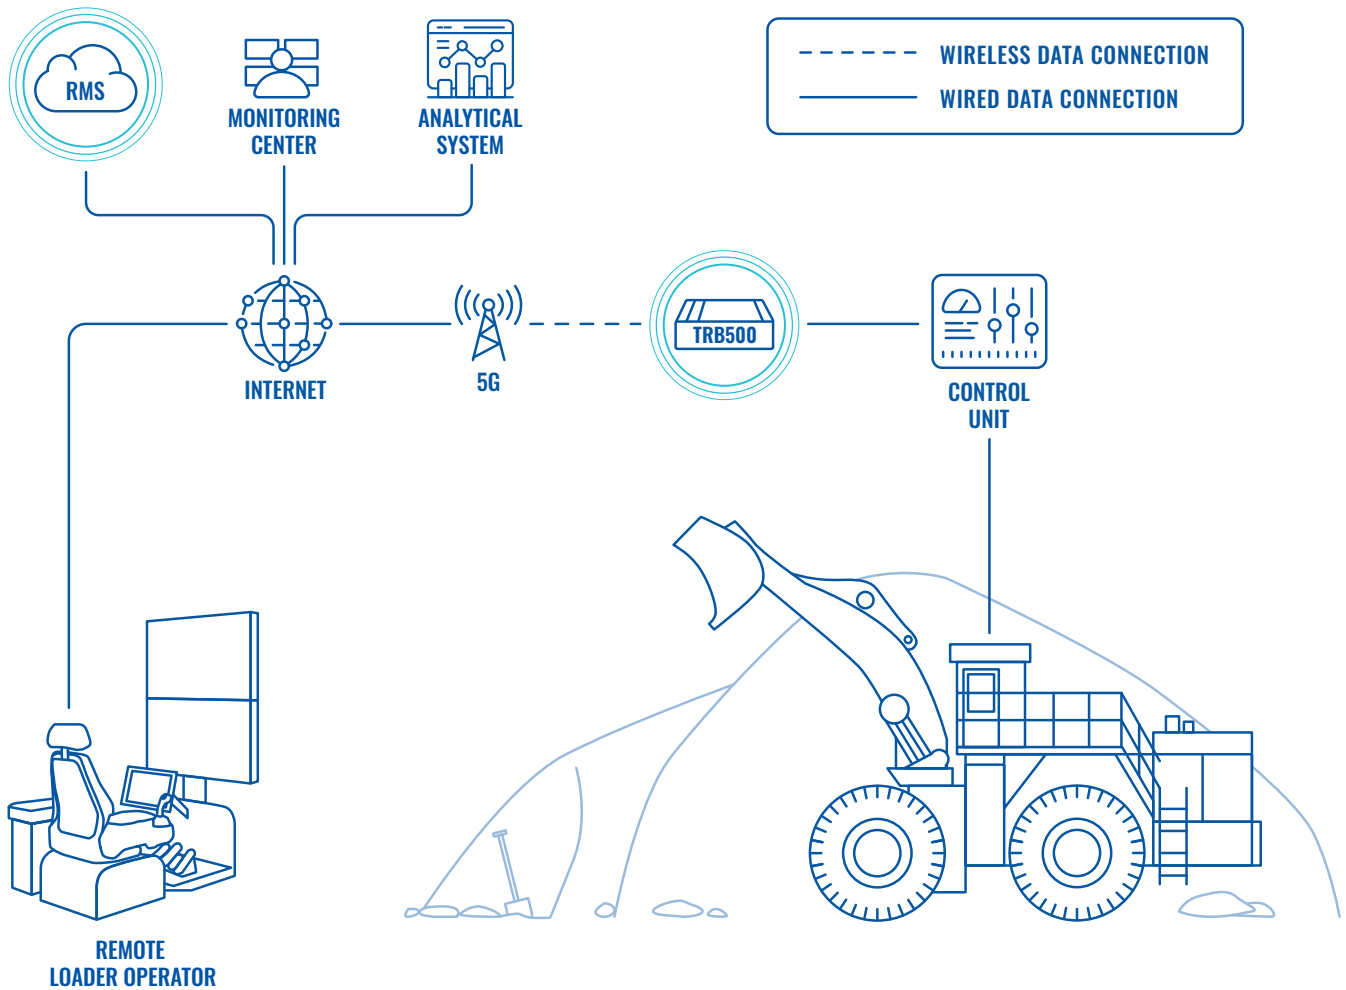 RMS
MONITORING
CENTER
ANALYTICAL
SYSTEM
WIRELESS DATA CONNECTION
WIRED DATA CONNECTION
INTERNET
5G
TRB500
CONTROL
UNIT
REMOTE
LOADER OPERATOR